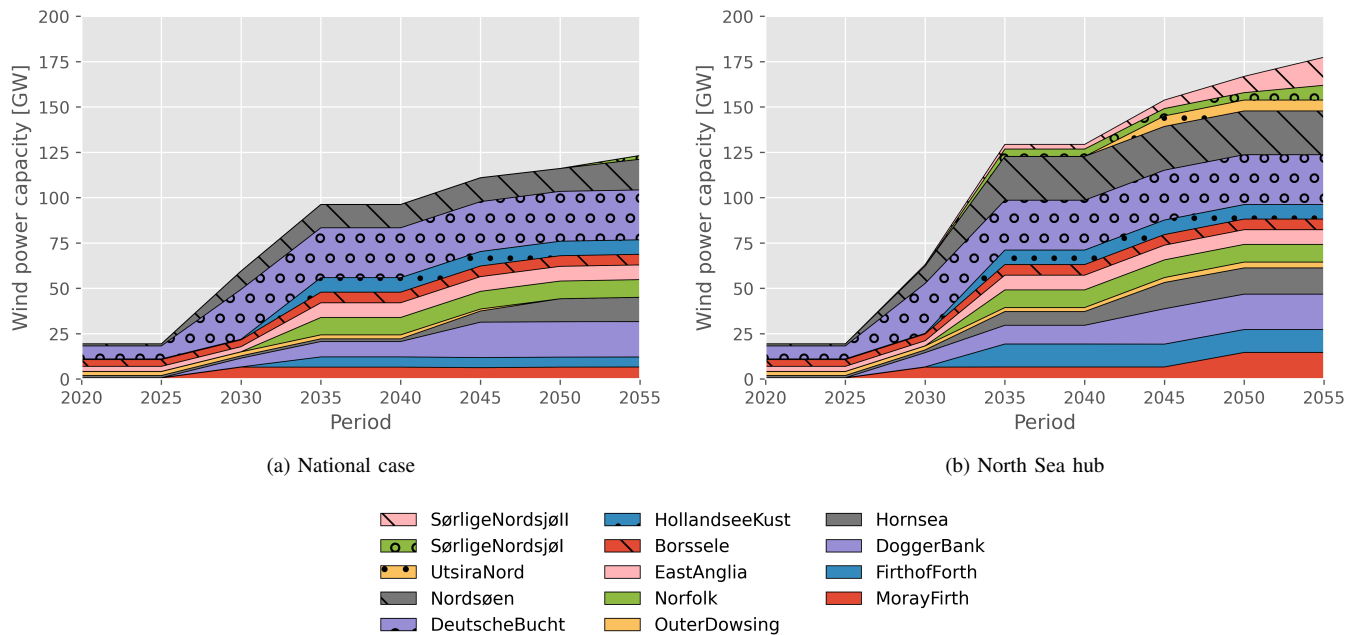 200
175
150
125
100
75
50
25
0
Wind power capacity [GW]
2020 2025 2030 2035 2040 2045 2050 2055
Period
(a) National case
200
175
150
125
100
75
50
25
0
Wind power capacity [GW]
2020 2025 2030 2035 2040 2045 2050 2055
Period
(b) North Sea hub
SørligeNordsjøII
SørligeNordsjøI
UtsiraNord
Nordsøen
DeutscheBucht
HollandseeKust
Borssele
EastAnglia
Norfolk
OuterDowsing
Hornsea
DoggerBank
FirthofForth
MorayFirth